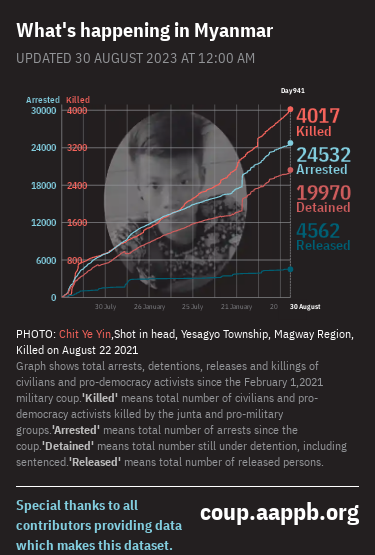 What's happening in Myanmar
UPDATED 30 AUGUST 2023 AT 12:00 AM
Day941
Arrested Killed
30000 4000
24000 3200
18000 2400
12000 1600
6000 800
0
4017
Killed
24532
Arrested
19970
Detained
4562
Released
30 July 26 January 25 July 21 January 20 30 August
PHOTO: Chit Ye Yin,Shot in head, Yesagyo Township, Magway Region,
Killed on August 22 2021
Graph shows total arrests, detentions, releases and killings of
civilians and pro-democracy activists since the February 1,2021
military coup.'Killed' means total number of civilians and pro-
democracy activists killed by the junta and pro-military
groups.'Arrested' means total number of arrests since the
coup.'Detained' means total number still under detention, including
sentenced.'Released' means total number of released persons.
Special thanks to all
contributors providing data
which makes this dataset.
coup.aappb.org